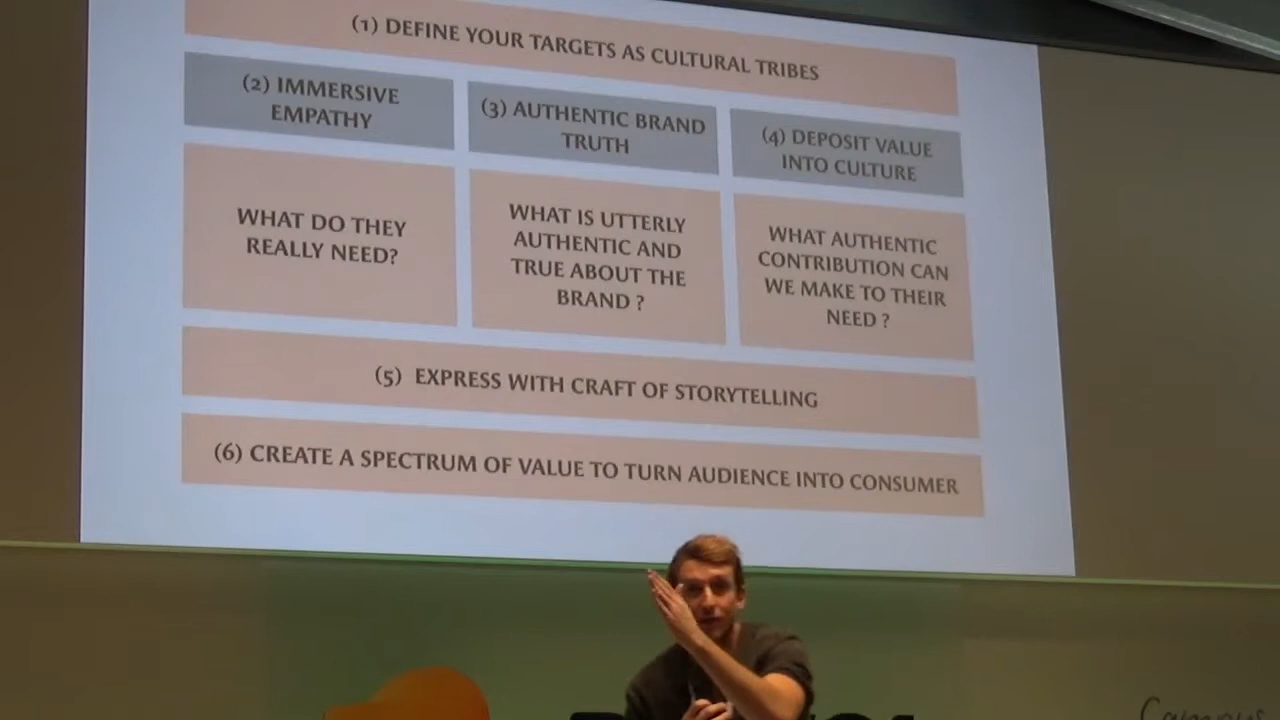 (1) DEFINE YOUR TARGETS AS CULTURAL TRIBES
(2) IMMERSIVE
EMPATHY
(3) AUTHENTIC BRAND
TRUTH
(4) DEPOSIT VALUE
INTO CULTURE
WHAT DO THEY
REALLY NEED?
WHAT IS UTTERLY
AUTHENTIC AND
TRUE ABOUT THE
BRAND ?
WHAT AUTHENTIC
CONTRIBUTION CAN
WE MAKE TO THEIR
NEED ?
(5) EXPRESS WITH CRAFT OF STORYTELLING
(6) CREATE A SPECTRUM OF VALUE TO TURN AUDIENCE INTO CONSUMER